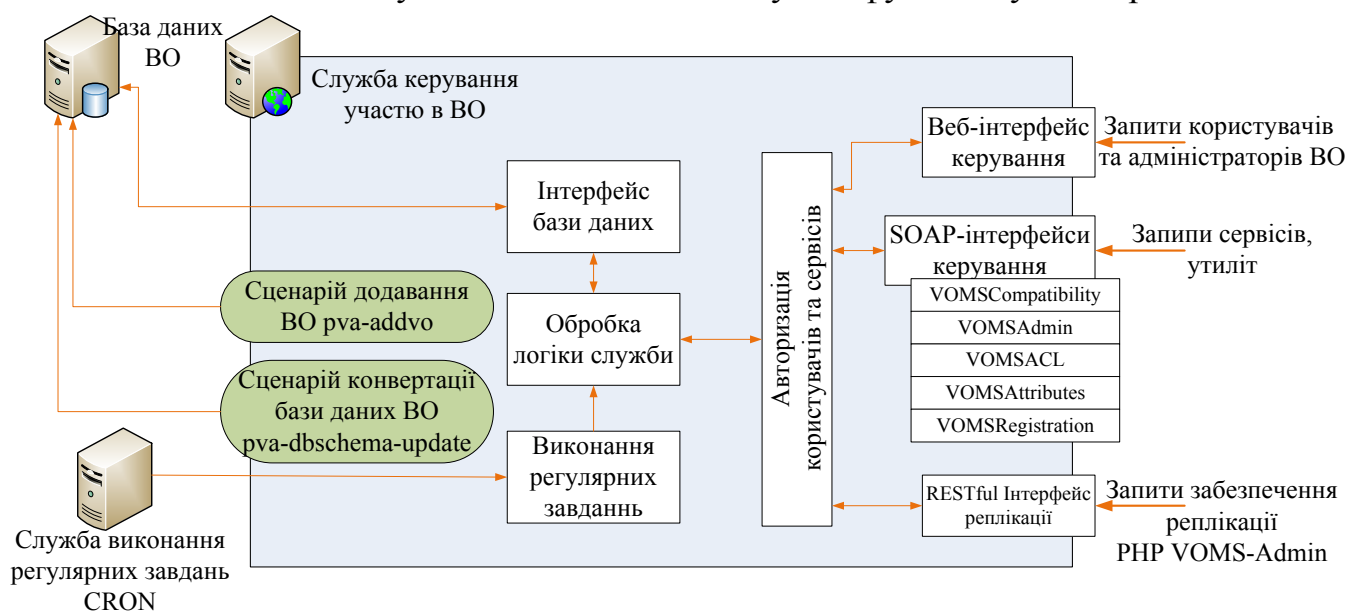 База даних
ВО
Служба керування
участю в ВО
Веб-інтерфейс
керування
Запити користувачів
та адміністраторів ВО
Інтерфейс
бази даних
Авторизація
користувачів та сервісів
SOAP-інтерфейси
керування
Запипи сервісів,
утиліт
VOMSCompatibility
VOMSAdmin
VOMSACL
VOMSAttributes
VOMSRegistration
Сценарій додавання
ВО pva-addvo
Обробка
логіки служби
Сценарій конвертації
бази даних ВО
pva-dbschema-update
Виконання
регулярних
завданнь
RESTful Інтерфейс
реплікації
Запити забезпечення
реплікації
PHP VOMS-Admin
Служба виконання
регулярних завдань
CRON